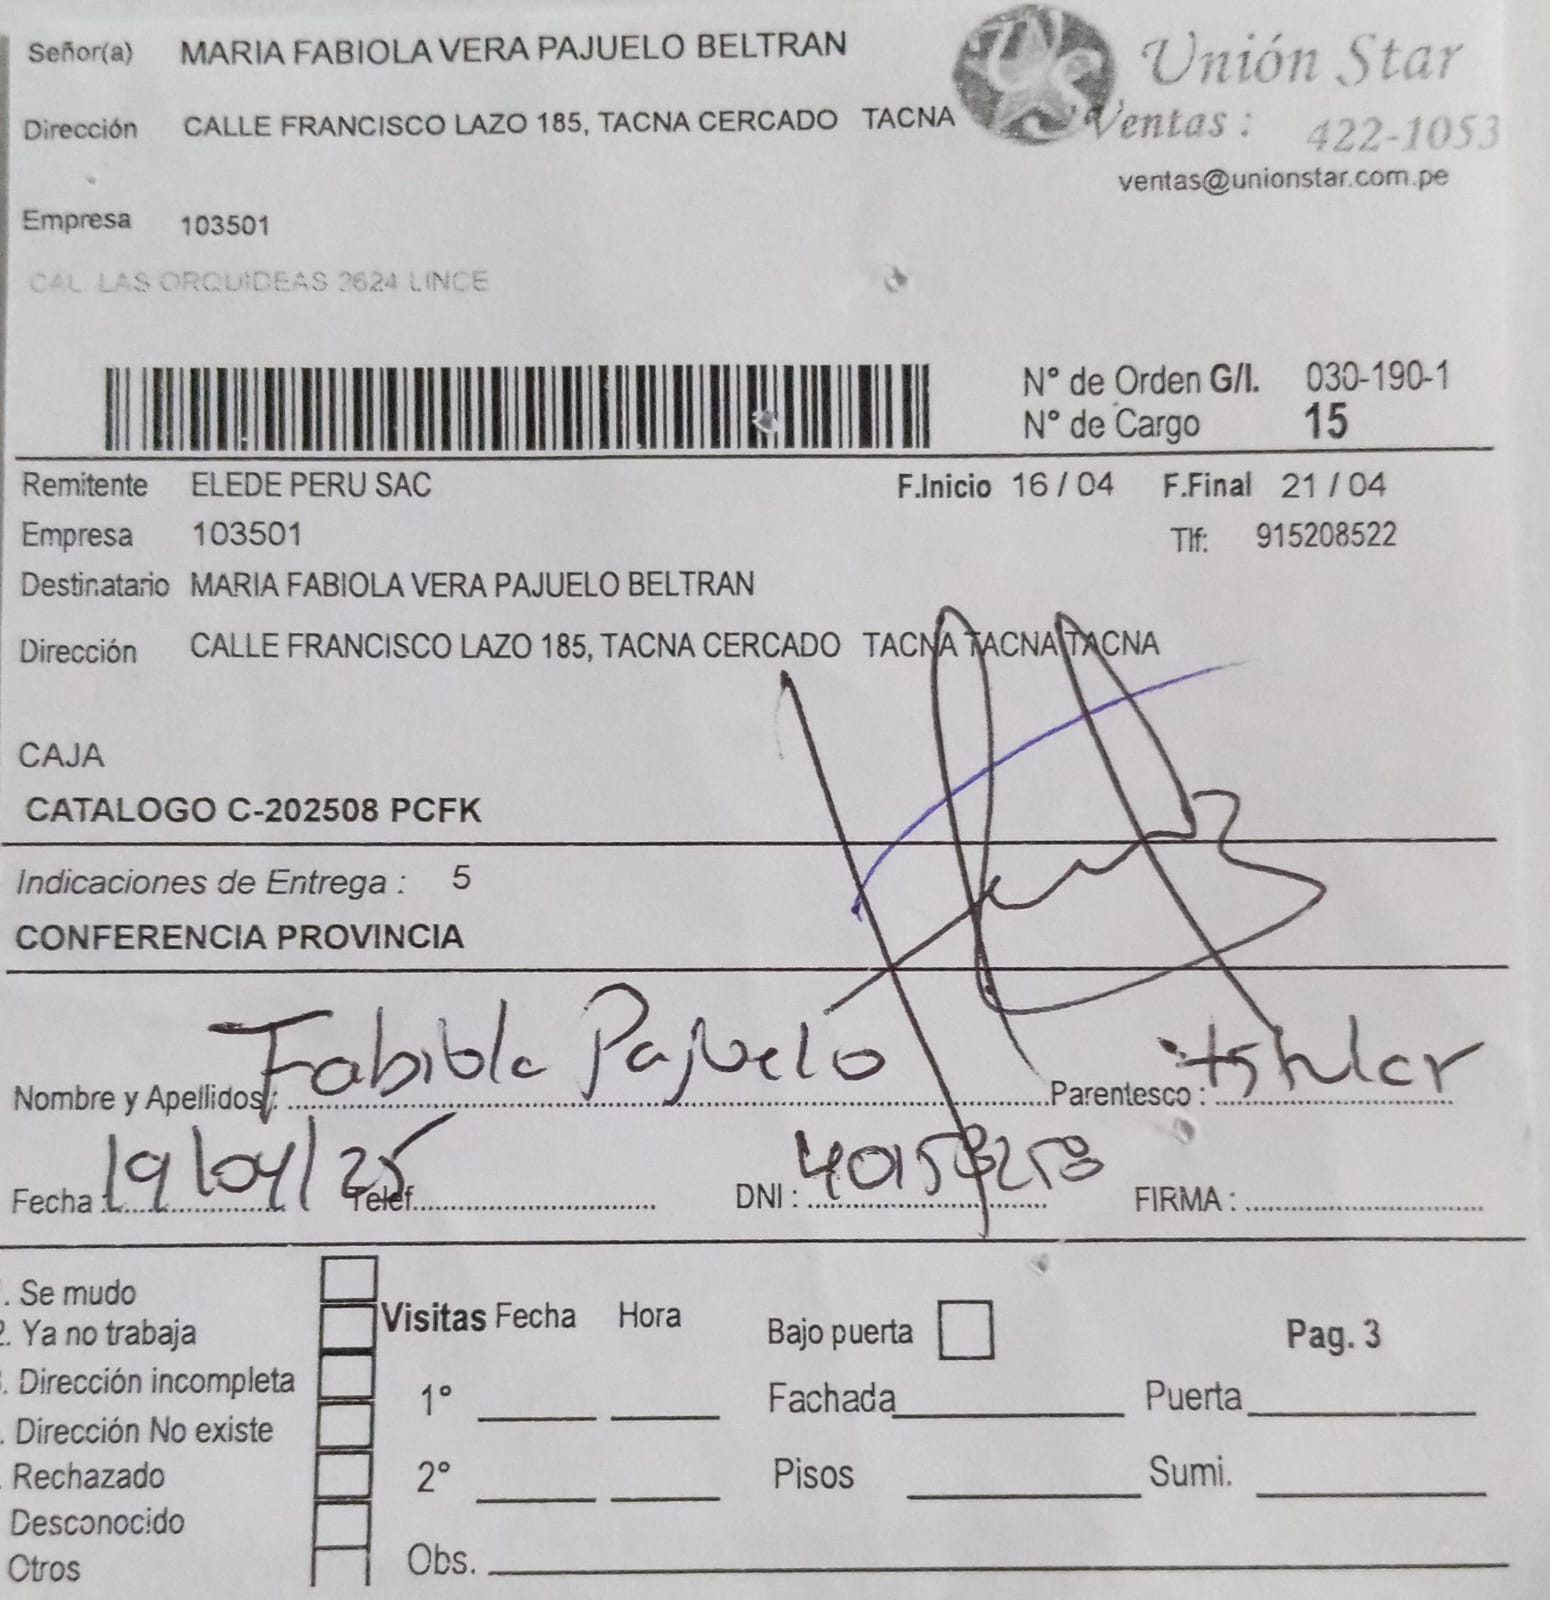 Señor(a) MARIA FABIOLA VERA PAJUELO BELTRAN
Unión Star
Dirección CALLE FRANCISCO LAZO 185, TACNA CERCADO TACNA
Ventas : 422-1053
ventas@unionstar.com.pe
Empresa 103501
CAL. LAS ORQUIDEAS 2624 LINCE
N° de Orden G/I. 030-190-1
N° de Cargo 15
Remitente ELEDE PERU SAC F.Inicio 16 / 04 F.Final 21 / 04
Empresa 103501 Tlf: 915208522
Destinatario MARIA FABIOLA VERA PAJUELO BELTRAN
Dirección CALLE FRANCISCO LAZO 185, TACNA CERCADO TACNA TACNA TACNA
CAJA
CATALOGO C-202508 PCFK
Indicaciones de Entrega : 5
CONFERENCIA PROVINCIA
Nombre y Apellidos : Fabiola Pajuelo Parentesco :
Fecha : 19/04/25 Telef. DNI : FIRMA :
. Se mudo
2. Ya no trabaja
Visitas Fecha Hora Bajo puerta Pag. 3
. Dirección incompleta
1° Fachada Puerta
. Dirección No existe
. Rechazado
2° Pisos Sumi.
Desconocido
Otros
Obs.